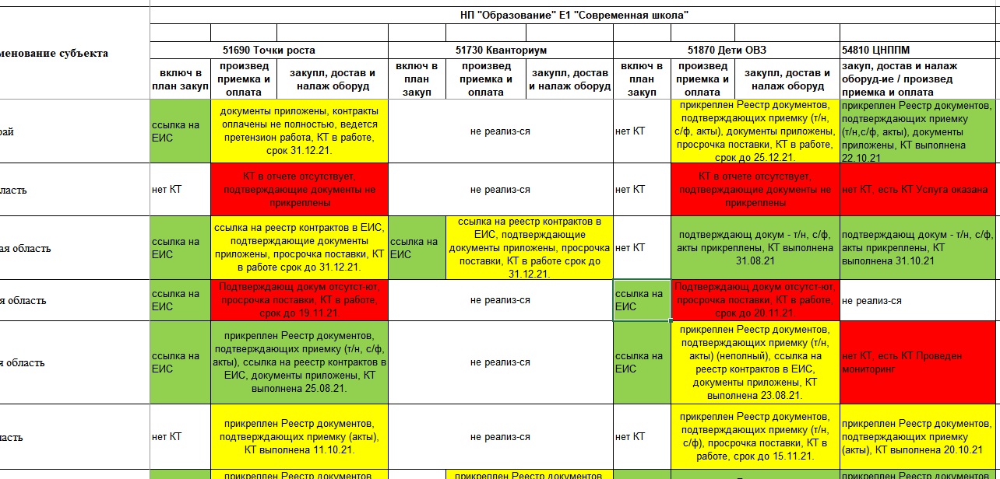 НП "Образование" Е1 "Современная школа"
менование субъекта
51690 Точки роста
51730 Кванториум
51870 Дети ОВЗ
54810 ЦНППМ
включ в
план закуп
произвед
приемка и
оплата
закупл, достав и
налаж оборуд
включ в
план
закуп
произвед
приемка и
оплата
закупл, достав
и налаж оборуд
включ в
план
закуп
произвед
приемка и
оплата
закупл, достав и
налаж оборуд
закуп, достав и налаж
оборуд-ие / произвед
приемка и оплата
рай
ссылка на
ЕИС
документы приложены, контракты
оплачены не полностью, ведется
претензион работа, КТ в работе,
срок 31.12.21.
не реализ-ся
нет КТ
прикреплен Реестр документов,
подтверждающих приемку (т/н,
с/ф, акты), документы приложены,
просрочка поставки, КТ в работе,
срок до 25.12.21.
прикреплен Реестр документов,
подтверждающих приемку
(т/н,с/ф, акты), документы
приложены, КТ выполнена
22.10.21
ласть
нет КТ
КТ в отчете отсутствует,
подтверждающие документы не
прикреплены
не реализ-ся
нет КТ
КТ в отчете отсутствует,
подтверждающие документы не
прикреплены
нет КТ, есть КТ Услуга оказана
ая область
ссылка на
ЕИС
ссылка на реестр контрактов в ЕИС,
подтверждающие документы
приложены, просрочка поставки, КТ
в работе срок до 31.12.21.
ссылка на
ЕИС
ссылка на реестр контрактов в
ЕИС, подтверждающие
документы приложены, просрочка
поставки, КТ в работе срок до
31.12.21.
нет КТ
подтверждающ докум - т/н, с/ф,
акты прикреплены, КТ выполнена
31.08.21
подтверждающ докум - т/н, с/ф,
акты прикреплены, КТ
выполнена 31.10.21
я область
ссылка на
ЕИС
Подтверждающ докум отсутст-ют,
просрочка поставки, КТ в работе,
срок до 19.11.21.
не реализ-ся
ссылка на
ЕИС
Подтверждающ докум отсутст-ют,
просрочка поставки, КТ в работе,
срок до 20.11.21.
не реализ-ся
я область
ссылка на
ЕИС
прикреплен Реестр документов,
подтверждающих приемку (т/н, с/ф,
акты), ссылка на реестр контрактов в
ЕИС, документы приложены, КТ
выполнена 25.08.21.
не реализ-ся
ссылка на
ЕИС
прикреплен Реестр документов,
подтверждающих приемку (т/н,
акты) (неполный), ссылка на
реестр контрактов в ЕИС,
документы приложены, КТ
выполнена 23.08.21.
нет КТ, есть КТ Проведен
мониторинг
ласть
нет КТ
прикреплен Реестр документов,
подтверждающих приемку (акты),
КТ выполнена 11.10.21.
не реализ-ся
нет КТ
прикреплен Реестр документов,
подтверждающих приемку (т/н,
с/ф), просрочка поставки, КТ в
работе, срок до 15.11.21.
прикреплен Реестр документов,
подтверждающих приемку
(акты), КТ выполнена 20.10.21
прикреплен Реестр документов,
прикреплен Реестр документов
прикреплен Реестр документов